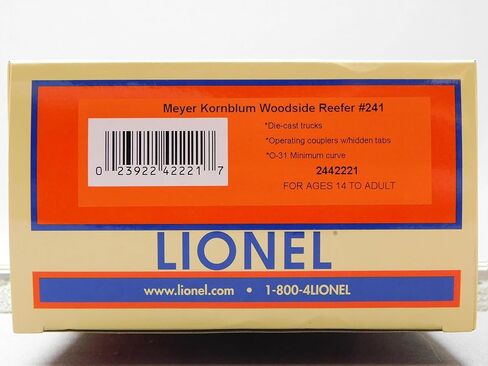 Meyer Kornblum Woodside Reefer #241
*Die-cast trucks
*Operating couplers w/hidden tabs
*O-31 Minimum curve
0 23922 42221 7
2442221
FOR AGES 14 TO ADULT
LIONEL
www.lionel.com • 1-800-4LIONEL